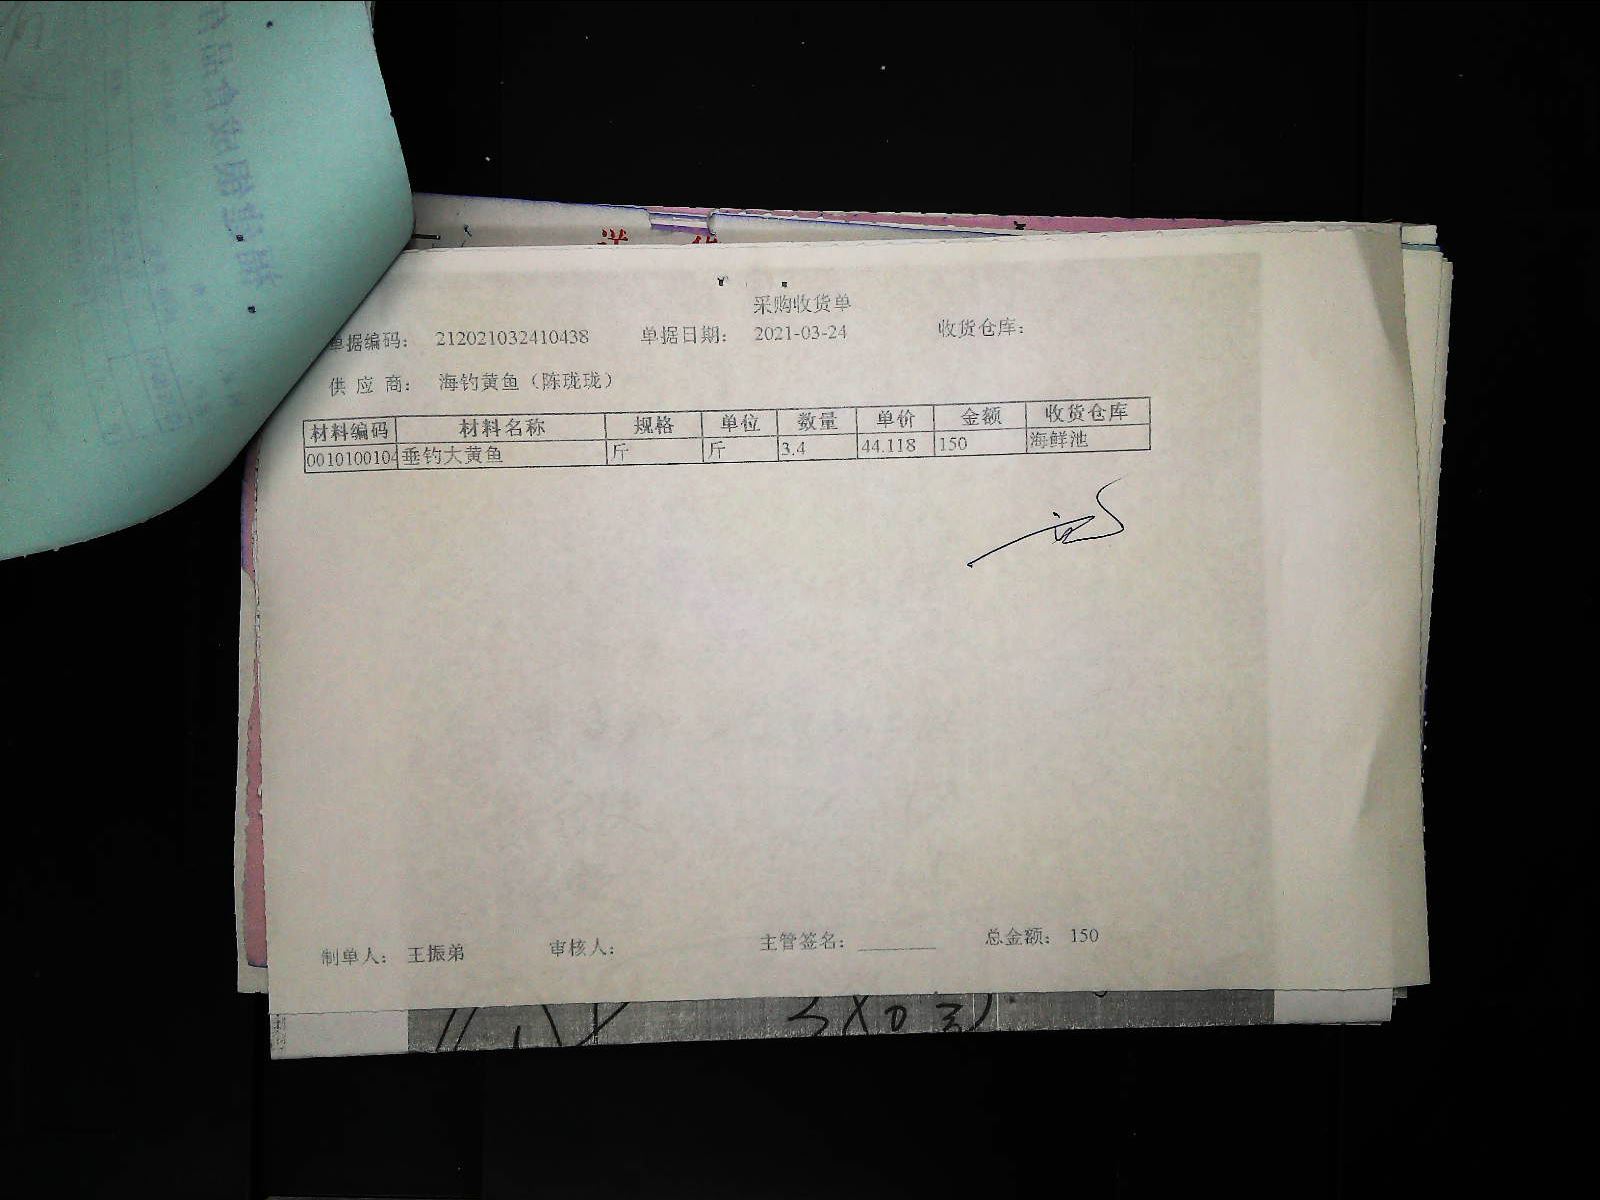 送 货
采购收货单
单据编码： 212021032410438 单据日期： 2021-03-24 收货仓库：
供 应 商： 海钓黄鱼（陈珑珑）
材料编码 材料名称 规格 单位 数量 单价 金额 收货仓库
0010100104 垂钓大黄鱼 斤 斤 3.4 44.118 150 海鲜池
制单人： 王振弟 审核人： 主管签名： 总金额： 150